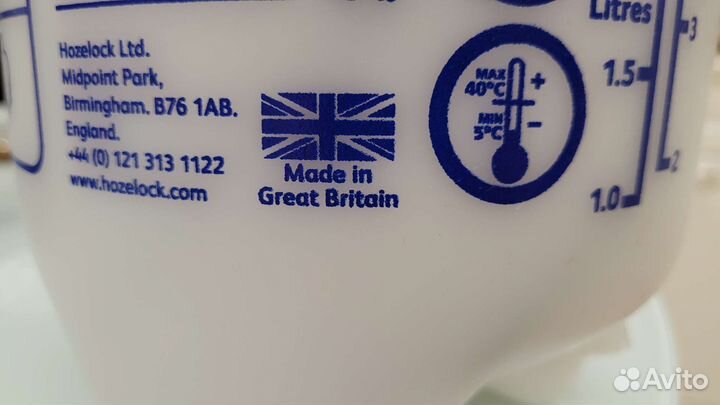 Hozelock Ltd.
Midpoint Park,
Birmingham. B76 1AB.
England.
+44 (0) 121 313 1122
www.hozelock.com
Made in
Great Britain
MAX
40°C
+
MIN
5°C
−
Litres
3
1.5
2
1.0
Avito